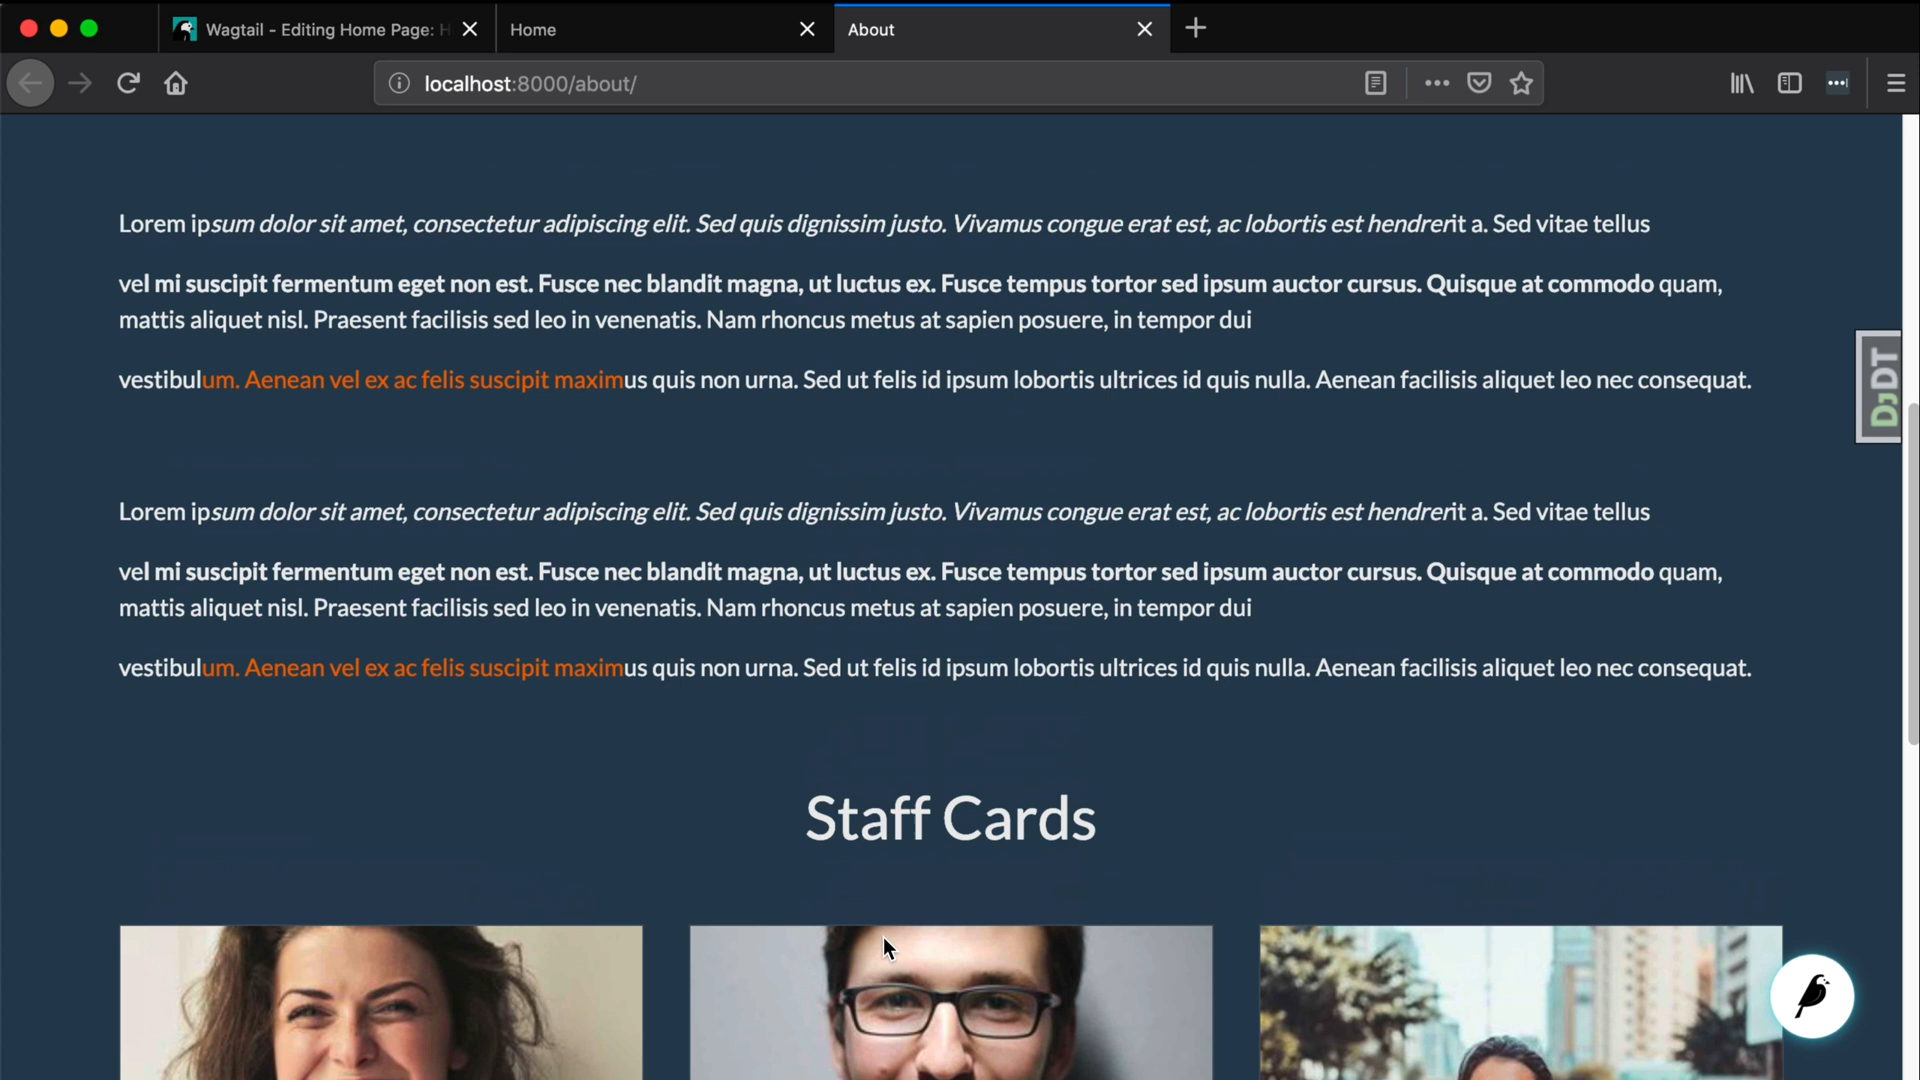 Wagtail - Editing Home Page: H
Home
About
localhost:8000/about/
Lorem ipsum dolor sit amet, consectetur adipiscing elit. Sed quis dignissim justo. Vivamus congue erat est, ac lobortis est hendrerit a. Sed vitae tellus
vel mi suscipit fermentum eget non est. Fusce nec blandit magna, ut luctus ex. Fusce tempus tortor sed ipsum auctor cursus. Quisque at commodo quam,
mattis aliquet nisl. Praesent facilisis sed leo in venenatis. Nam rhoncus metus at sapien posuere, in tempor dui
vestibulum. Aenean vel ex ac felis suscipit maximus quis non urna. Sed ut felis id ipsum lobortis ultrices id quis nulla. Aenean facilisis aliquet leo nec consequat.
DJDT
Lorem ipsum dolor sit amet, consectetur adipiscing elit. Sed quis dignissim justo. Vivamus congue erat est, ac lobortis est hendrerit a. Sed vitae tellus
vel mi suscipit fermentum eget non est. Fusce nec blandit magna, ut luctus ex. Fusce tempus tortor sed ipsum auctor cursus. Quisque at commodo quam,
mattis aliquet nisl. Praesent facilisis sed leo in venenatis. Nam rhoncus metus at sapien posuere, in tempor dui
vestibulum. Aenean vel ex ac felis suscipit maximus quis non urna. Sed ut felis id ipsum lobortis ultrices id quis nulla. Aenean facilisis aliquet leo nec consequat.
Staff Cards